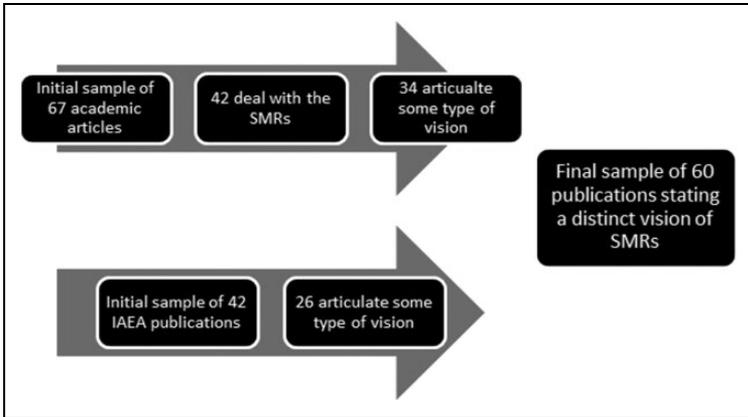 Initial sample of
67 academic
articles
42 deal with the
SMRs
34 articualte
some type of
vision
Initial sample of 42
IAEA publications
26 articulate some
type of vision
Final sample of 60
publications stating
a distinct vision of
SMRs